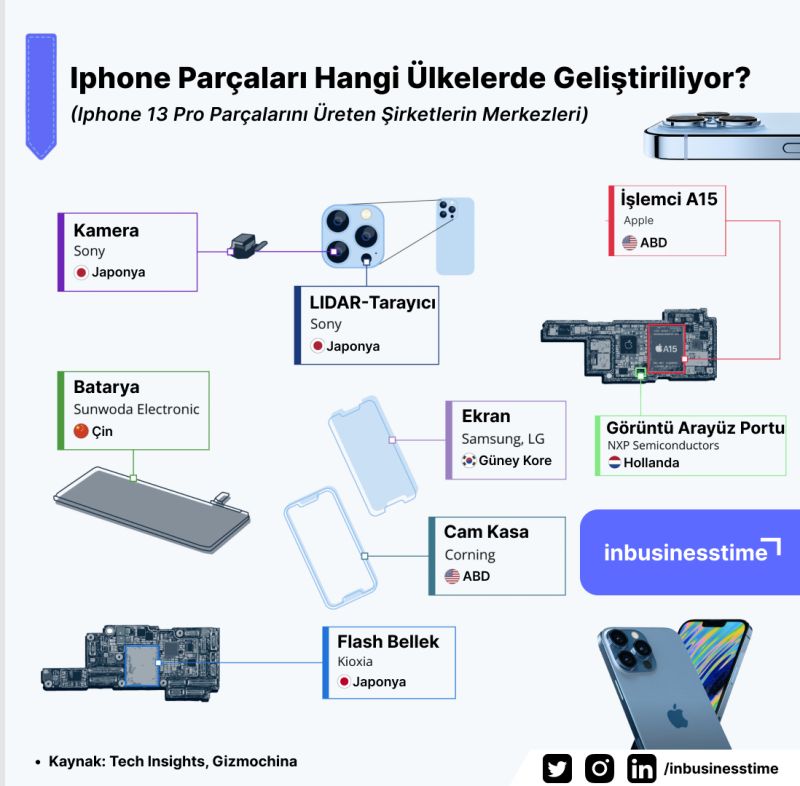 Iphone Parçaları Hangi Ülkelerde Geliştiriliyor?
(Iphone 13 Pro Parçalarını Üreten Şirketlerin Merkezleri)
Kamera
Sony
Japonya
LIDAR-Tarayıcı
Sony
Japonya
İşlemci A15
Apple
ABD
A15
Batarya
Sunwoda Electronic
Çin
Ekran
Samsung, LG
Güney Kore
Görüntü Arayüz Portu
NXP Semiconductors
Hollanda
Cam Kasa
Corning
ABD
inbusinesstime
Flash Bellek
Kioxia
Japonya
• Kaynak: Tech Insights, Gizmochina
/inbusinesstime